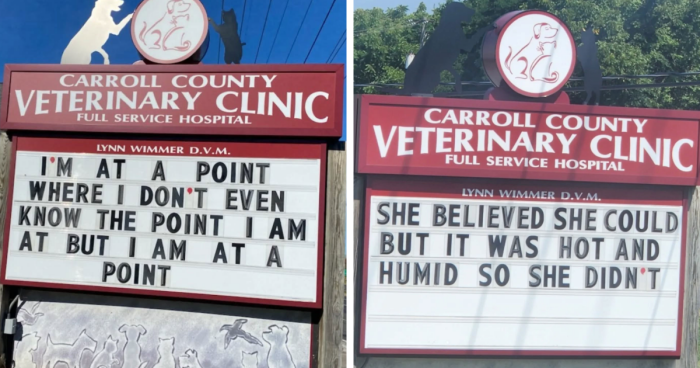 CARROLL COUNTY
VETERINARY CLINIC
FULL SERVICE HOSPITAL
LYNN WIMMER D.V.M.
I'M AT A POINT
WHERE I DON'T EVEN
KNOW THE POINT I AM
AT BUT I AM AT A
POINT
CARROLL COUNTY
VETERINARY CLINIC
FULL SERVICE HOSPITAL
LYNN WIMMER D.V.M.
SHE BELIEVED SHE COULD
BUT IT WAS HOT AND
HUMID SO SHE DIDN'T